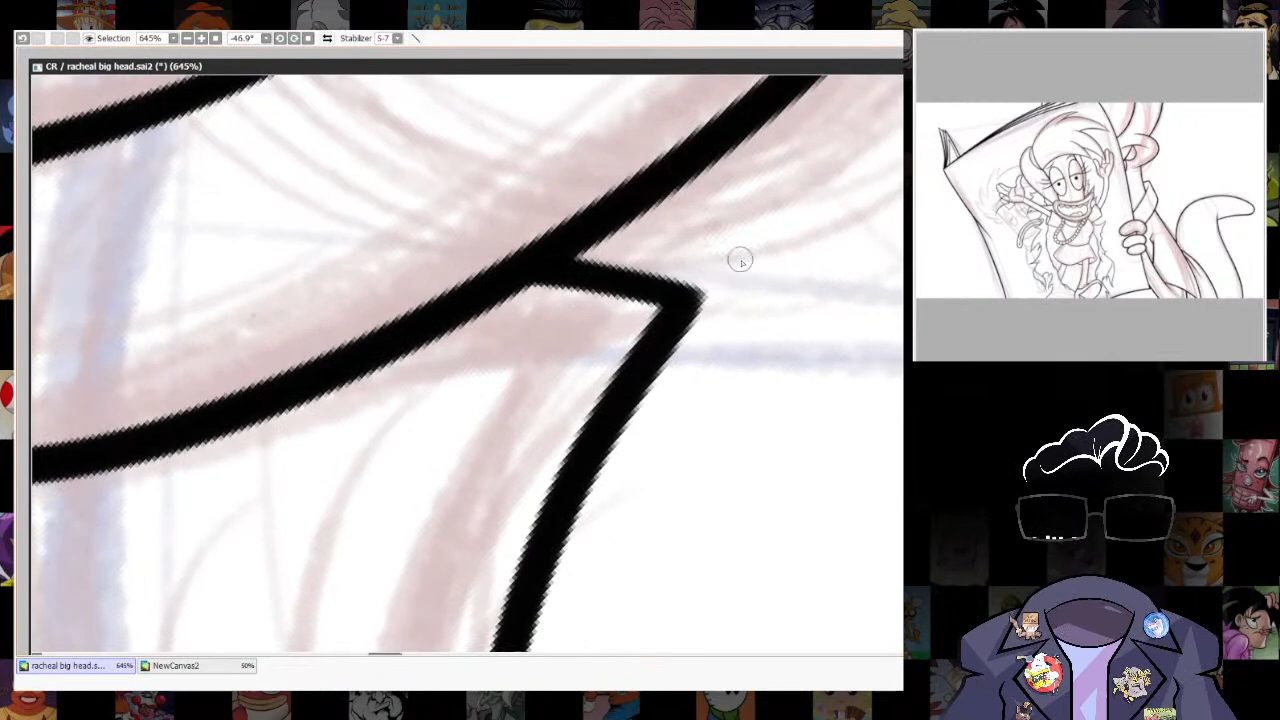 Selection 645% -46.9° Stabilizer S-7
CR / racheal big head.sai2 (*) (645%)
racheal big head.s... 645% NewCanvas2 50%